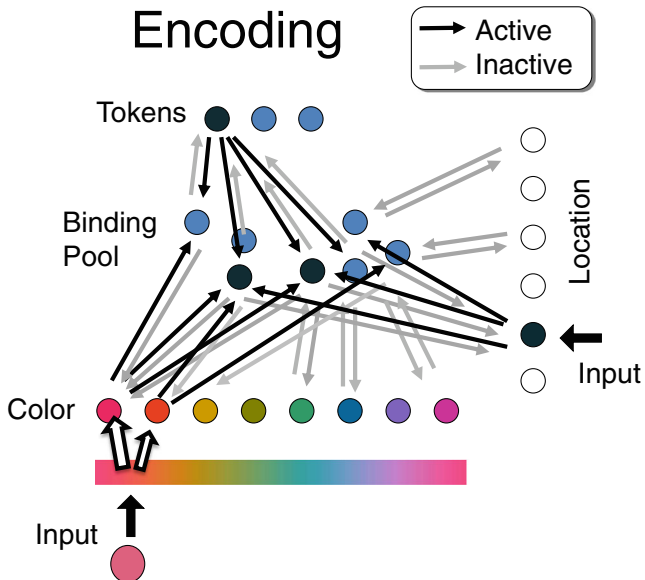 Encoding
Active
Inactive
Tokens
Binding
Pool
Location
Input
Color
Input